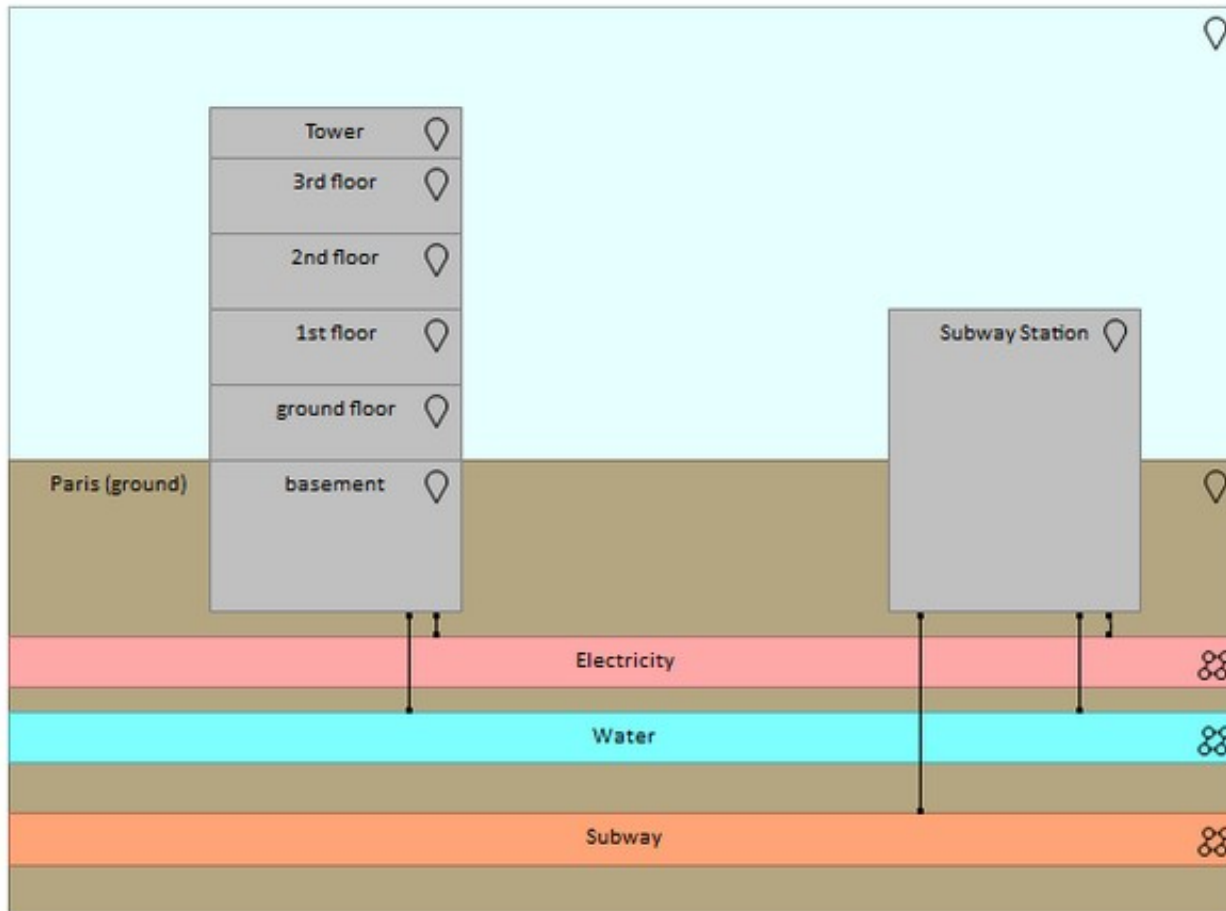 Tower
3rd floor
2nd floor
1st floor
Subway Station
ground floor
Paris (ground)
basement
Electricity
Water
Subway